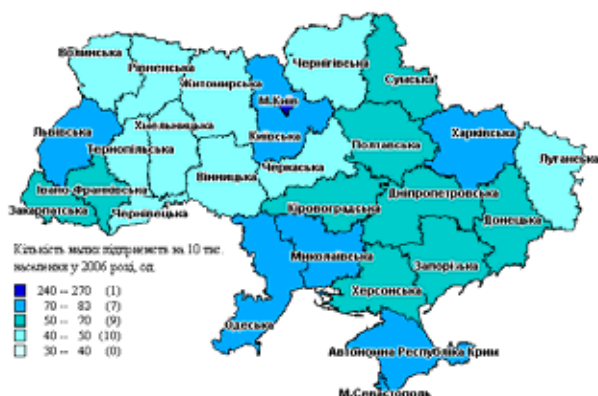 Волинська
Рівненська
Житомирська
Чернігівська
Сумська
М.Київ
Київська
Львівська
Тернопільська
Хмельницька
Вінницька
Черкаська
Полтавська
Харківська
Луганська
Івано-Франківська
Закарпатська
Чернівецька
Кіровоградська
Дніпропетровська
Донецька
Миколаївська
Запорізька
Херсонська
Одеська
Автономна Республіка Крим
М.Севастополь
Кількість малих підприємств на 10 тис.
населення у 2006 році, од.
240 -- 270 (1)
70 -- 83 (7)
50 -- 70 (9)
40 -- 50 (10)
30 -- 40 (0)